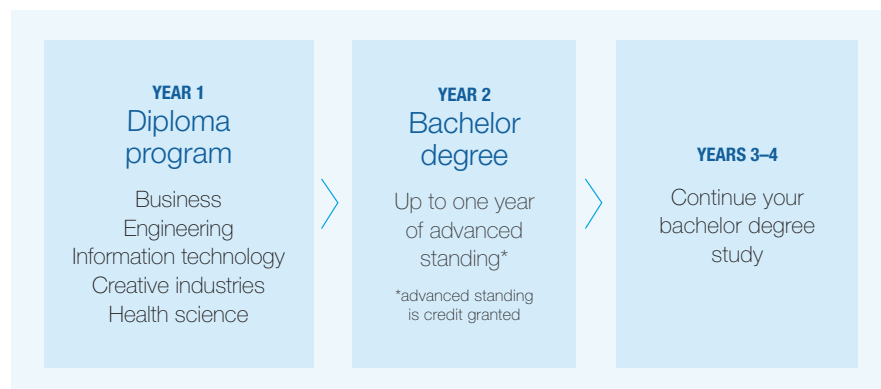 YEAR 1
Diploma
program
Business
Engineering
Information technology
Creative industries
Health science
YEAR 2
Bachelor
degree
Up to one year
of advanced
standing*
*advanced standing
is credit granted
YEARS 3–4
Continue your
bachelor degree
study